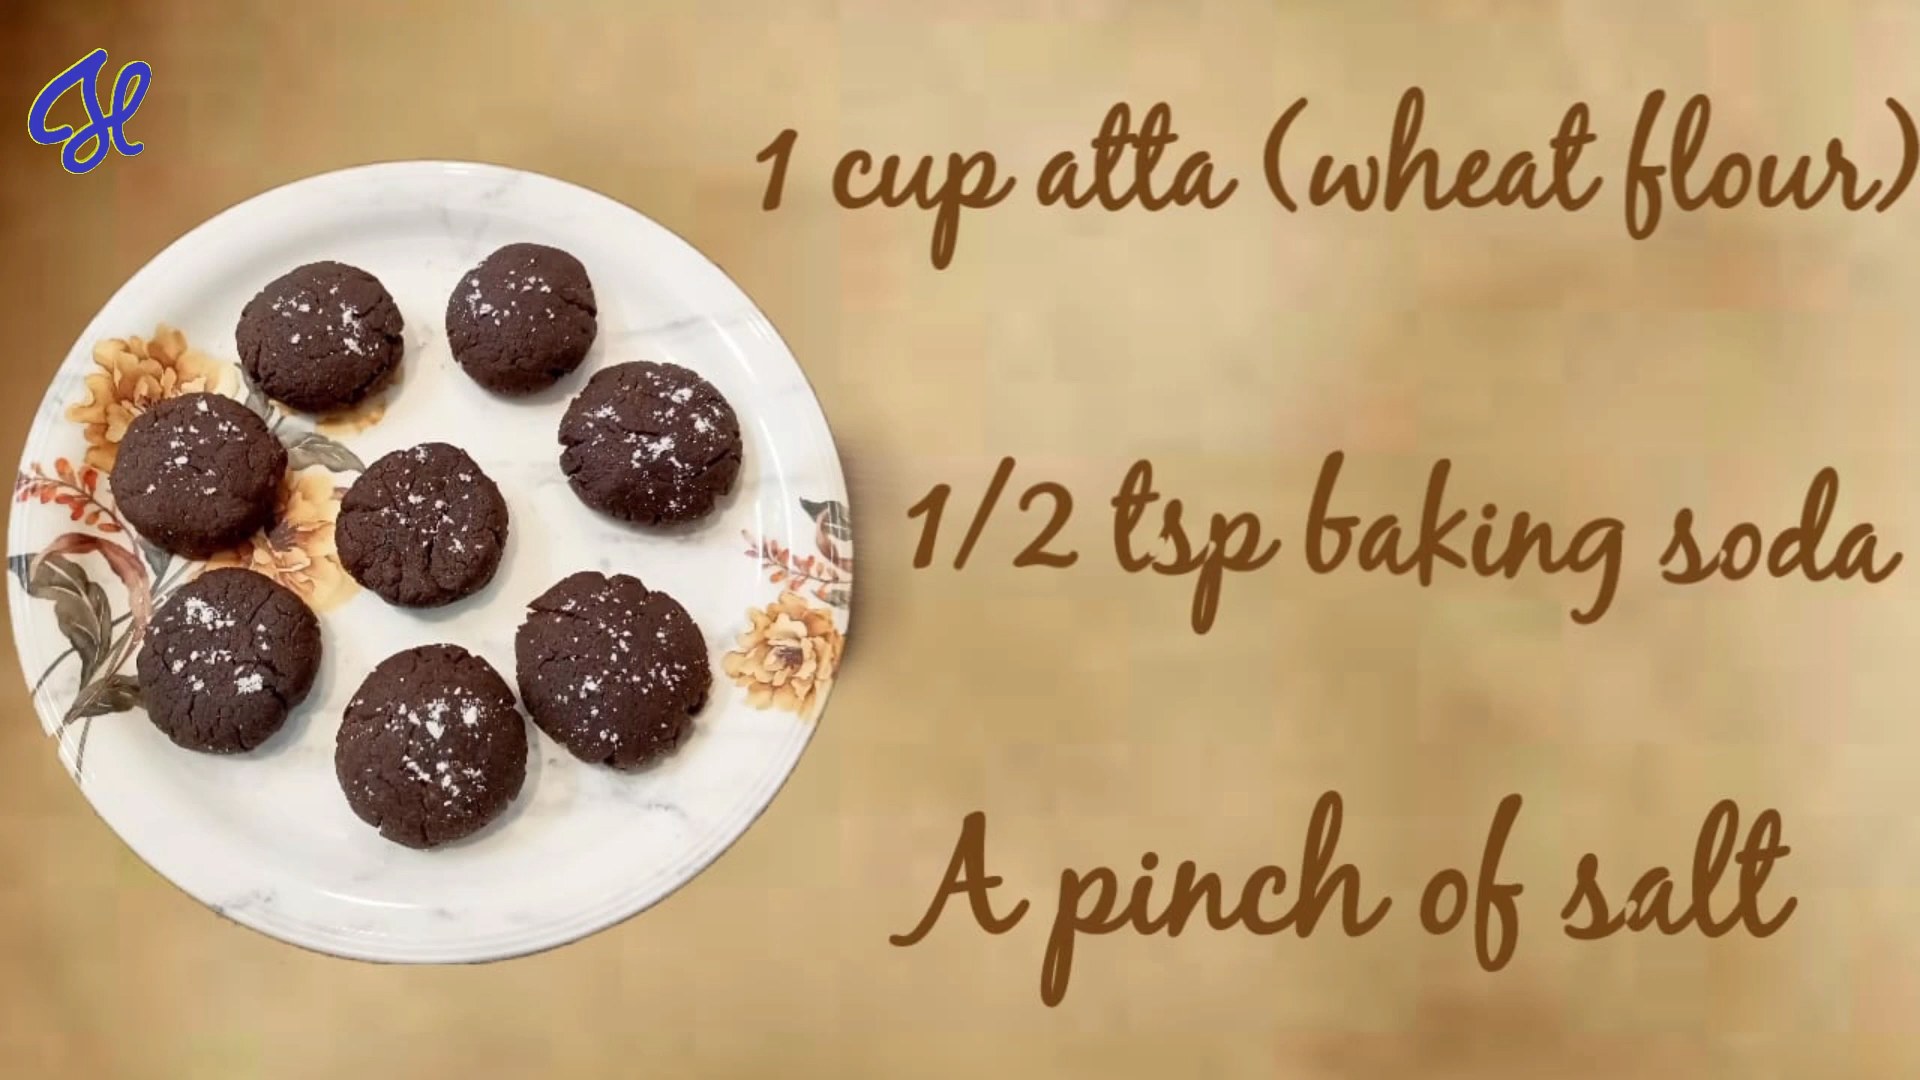 1 cup atta (wheat flour)
1/2 tsp baking soda
A pinch of salt